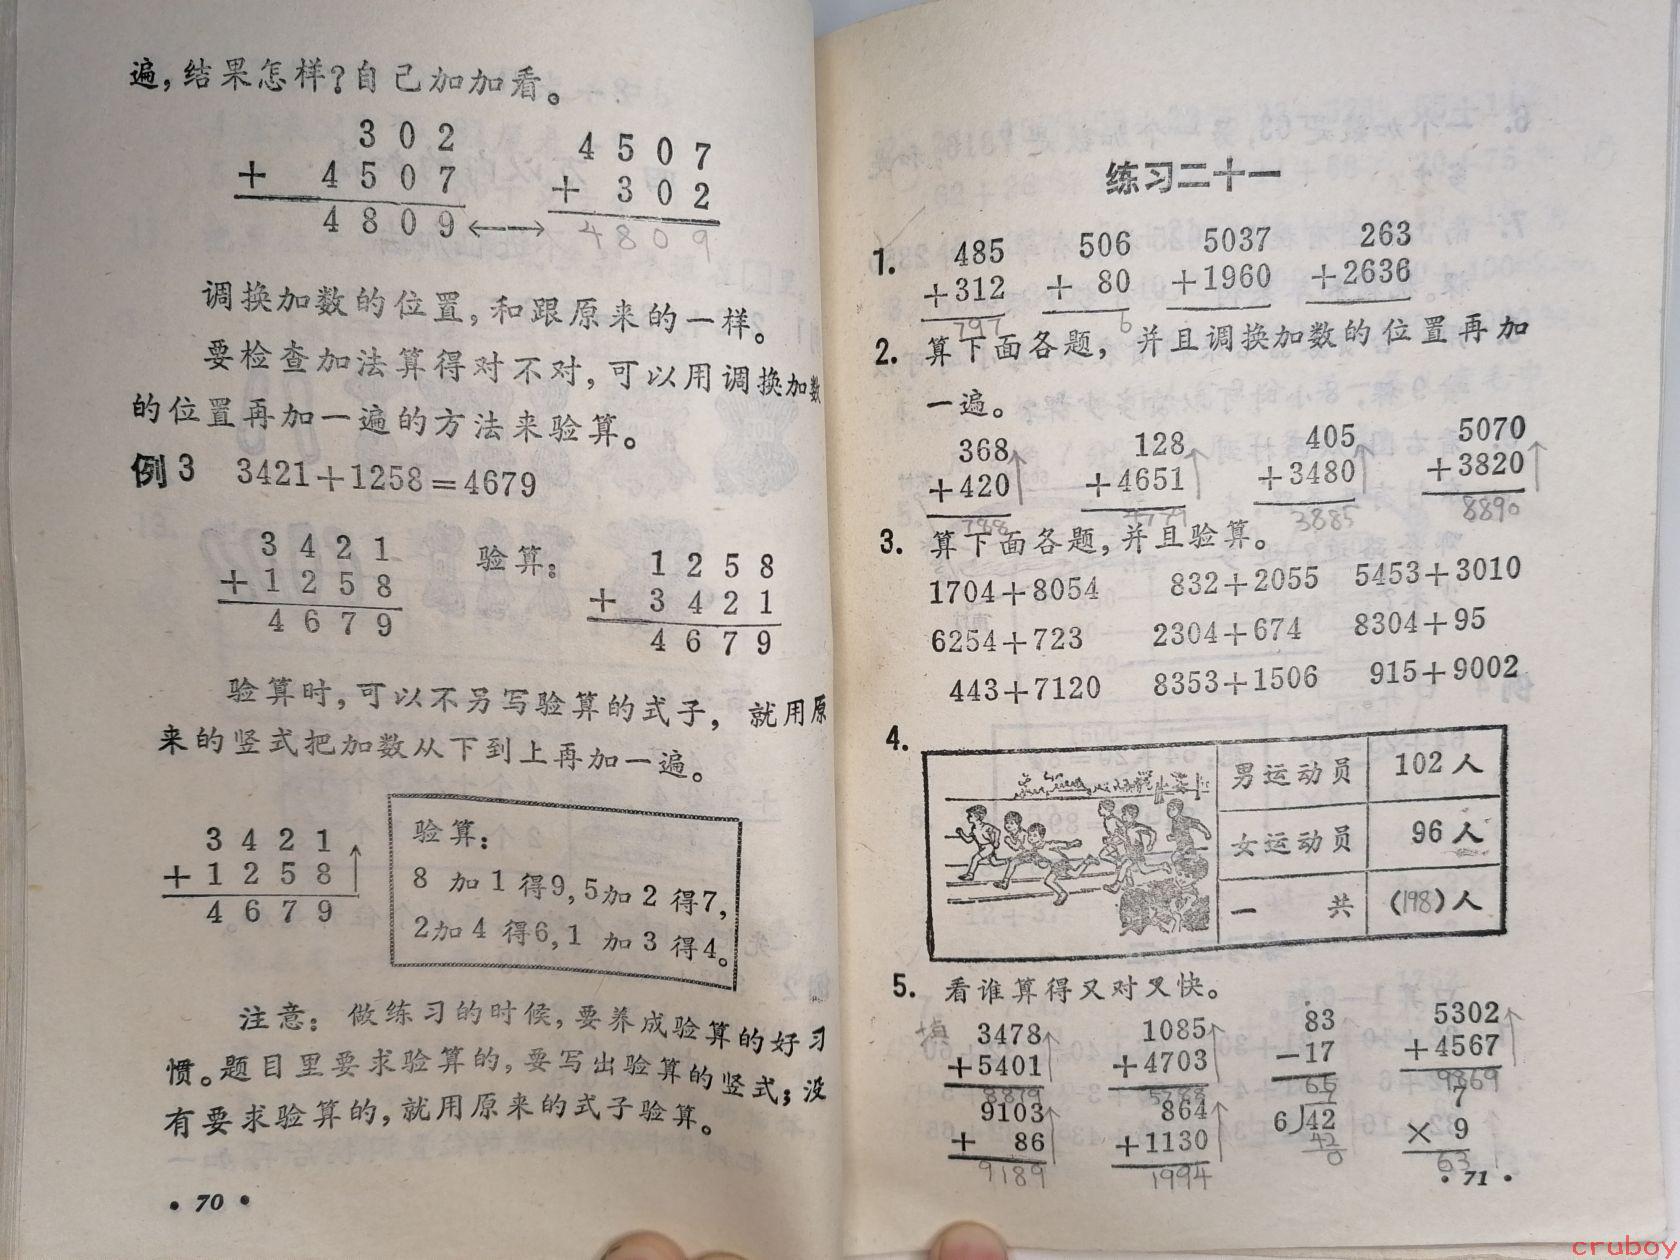 遍，结果怎样？自己加加看。
302
+ 4507
4809 ←→
4507
+ 302
4809
调换加数的位置，和跟原来的一样。
要检查加法算得对不对，可以用调换加数
的位置再加一遍的方法来验算。
例3 3421＋1258＝4679
3421
+1258
4679
验算：
1258
+ 3421
4679
验算时，可以不另写验算的式子，就用原
来的竖式把加数从下到上再加一遍。
3421
+1258
4679
验算：
8 加1得9，5加2得7，
2加4得6，1 加3得4。
注意：做练习的时候，要养成验算的好习
惯。题目里要求验算的，要写出验算的竖式；没
有要求验算的，就用原来的式子验算。
• 70 •
练习二十一
1. 485 506 5037 263
+312 + 80 +1960 +2636
797 6
2. 算下面各题，并且调换加数的位置再加
一遍。
368 128 405 5070
+420 +4651 +3480 +3820
788 4779 3885 8890
3. 算下面各题，并且验算。
1704＋8054 832＋2055 5453＋3010
6254＋723 2304＋674 8304＋95
443＋7120 8353＋1506 915＋9002
4.
男运动员 102人
女运动员 96人
一共 (198)人
5. 看谁算得又对又快。
3478 1085 83 5302
+5401 +4703 −17 +4567
8879 5788 9869
9103 864 7 7
+ 86 +1130 6)42 × 9
9189 1994 42 63
0
• 71 •
cruboy